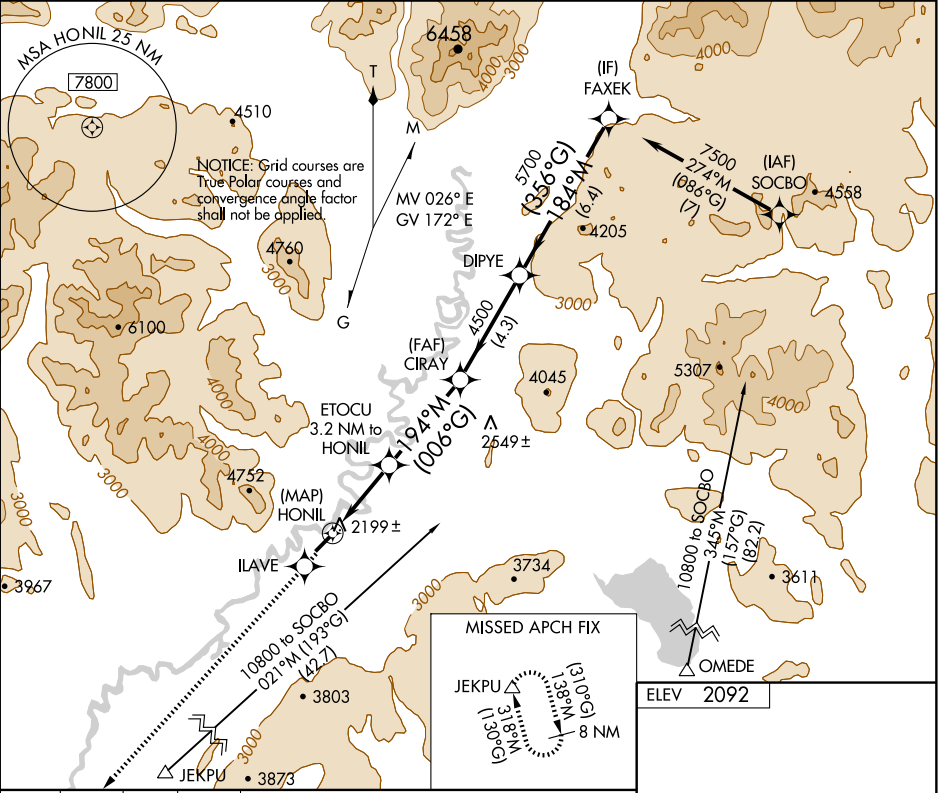 MSA HONIL 25 NM
7800
4510
6458
4000
3000
4000
3000
(IF)
FAXEK
T
M
NOTICE: Grid courses are
True Polar courses and
convergence angle factor
shall not be applied.
MV 026° E
GV 172° E
G
5700
(356°G)
184°M
(6.4)
7500
274°M
(086°G)
(7)
(IAF)
SOCBO
4558
4205
4760
3000
DIPYE
3000
6100
4500
(4.3)
(FAF)
CIRAY
4045
5307
4000
4000
4000
ETOCU
3.2 NM to
HONIL
194°M
(006°G)
2549±
4752
3000
3000
(MAP)
HONIL
2199±
ILAVE
3967
3734
3000
3611
10800 to SOCBO
345°M
(157°G)
(82.2)
OMEDE
10800 to SOCBO
021°M (193°G)
(42.7)
3803
3000
JEKPU
3873
MISSED APCH FIX
JEKPU
(310°G)
138°M
318°M
(130°G)
8 NM
ELEV 2092